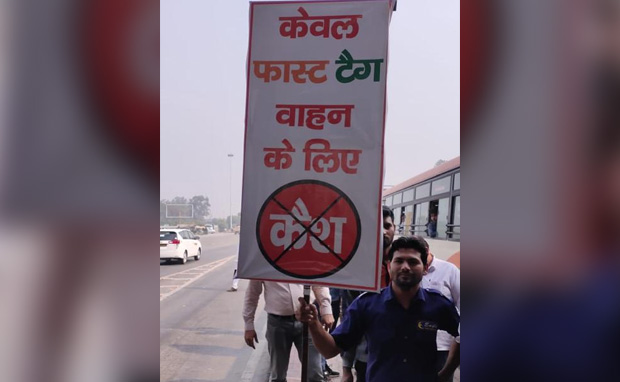 केवल
फास्ट टैग
वाहन
के लिए
कैश